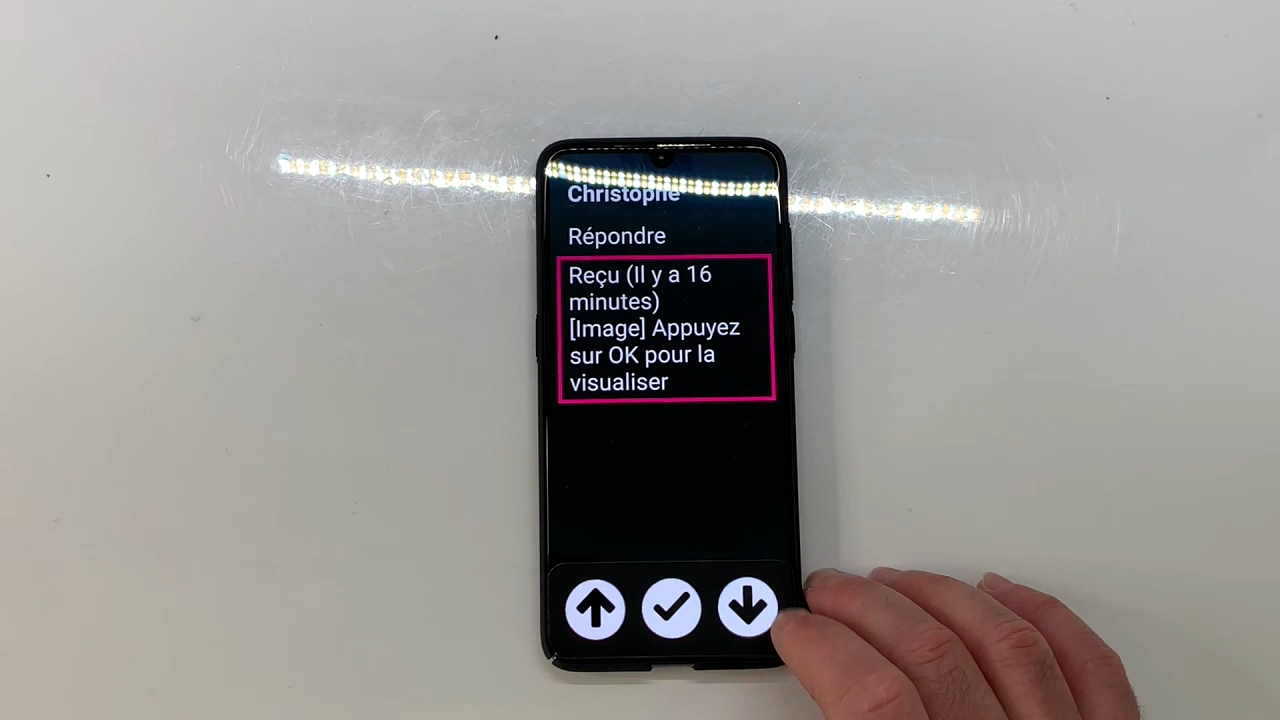 Christophe
Répondre
Reçu (Il y a 16
minutes)
[Image] Appuyez
sur OK pour la
visualiser